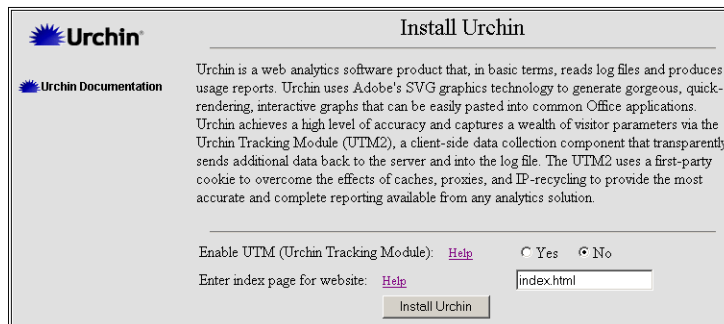 Urchin®
Install Urchin
Urchin Documentation
Urchin is a web analytics software product that, in basic terms, reads log files and produces
usage reports. Urchin uses Adobe's SVG graphics technology to generate gorgeous, quick-
rendering, interactive graphs that can be easily pasted into common Office applications.
Urchin achieves a high level of accuracy and captures a wealth of visitor parameters via the
Urchin Tracking Module (UTM2), a client-side data collection component that transparently
sends additional data back to the server and into the log file. The UTM2 uses a first-party
cookie to overcome the effects of caches, proxies, and IP-recycling to provide the most
accurate and complete reporting available from any analytics solution.
Enable UTM (Urchin Tracking Module): Help Yes No
Enter index page for website: Help index.html
Install Urchin